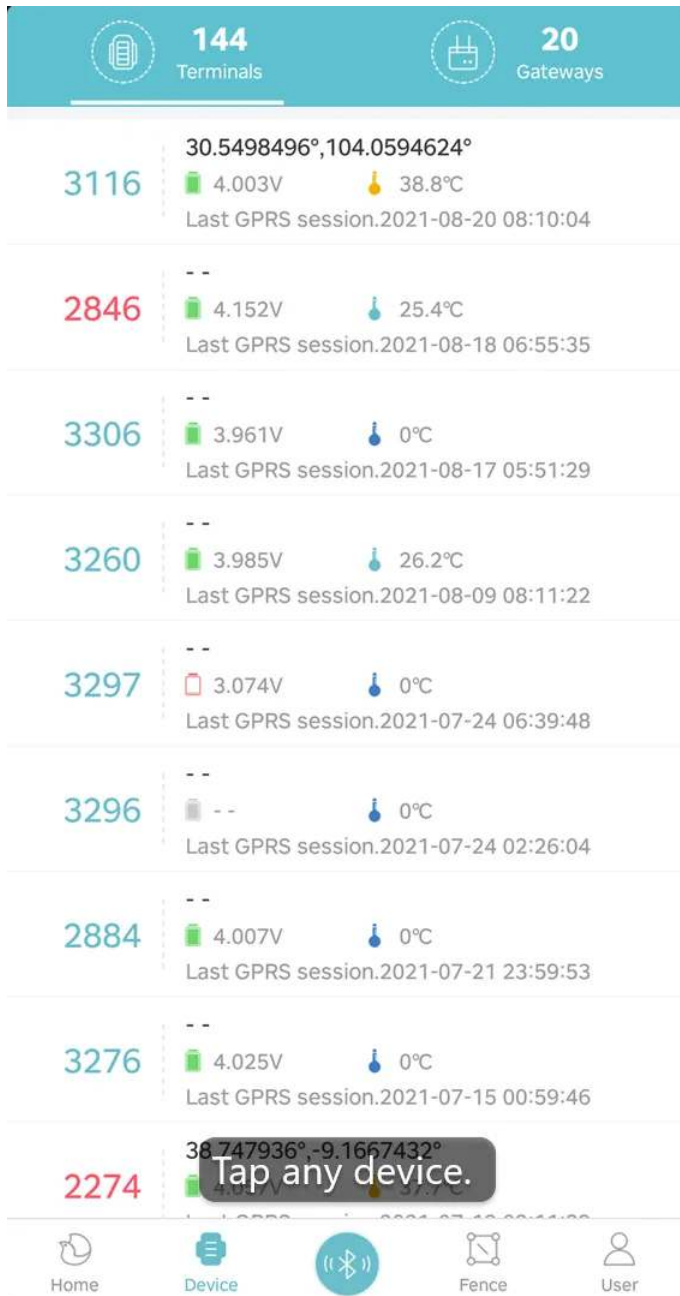 144
Terminals
20
Gateways
3116
30.5498496°,104.0594624°
4.003V 38.8℃
Last GPRS session.2021-08-20 08:10:04
2846
- -
4.152V 25.4℃
Last GPRS session.2021-08-18 06:55:35
3306
- -
3.961V 0℃
Last GPRS session.2021-08-17 05:51:29
3260
- -
3.985V 26.2℃
Last GPRS session.2021-08-09 08:11:22
3297
- -
3.074V 0℃
Last GPRS session.2021-07-24 06:39:48
3296
- -
- - 0℃
Last GPRS session.2021-07-24 02:26:04
2884
- -
4.007V 0℃
Last GPRS session.2021-07-21 23:59:53
3276
- -
4.025V 0℃
Last GPRS session.2021-07-15 00:59:46
2274
38.747936°,-9.1667432°
Tap any device.
Home
Device
Fence
User